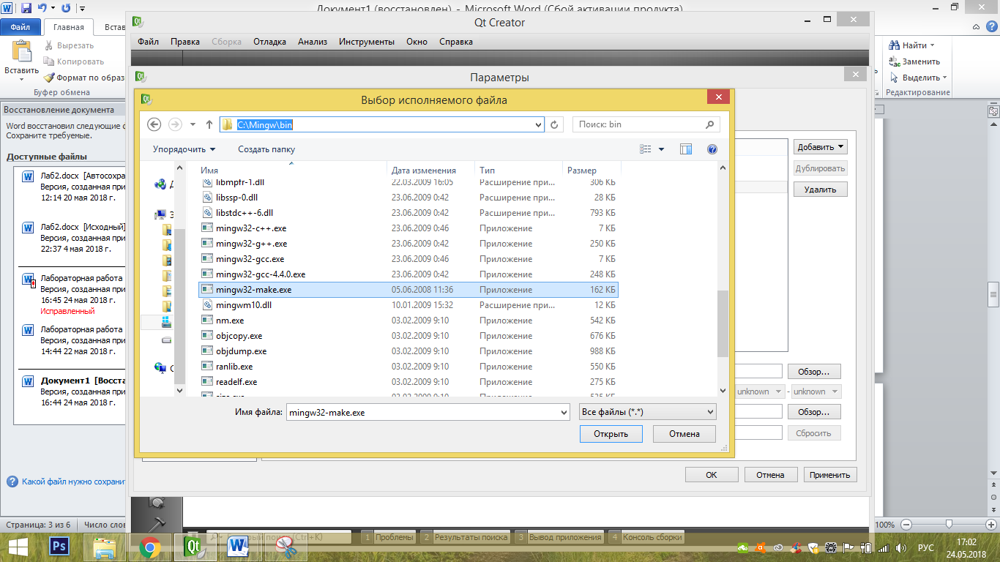 Документ1 (восстановлен) - Microsoft Word (Сбой активации продукта)
Файл
Главная
Встав
Вставить
Вырезать
Копировать
Формат по образ
Буфер обмена
Найти
Заменить
Выделить
Редактирование
Qt Creator
Файл Правка Сборка Отладка Анализ Инструменты Окно Справка
Параметры
Выбор исполняемого файла
C:\Mingw\bin
Поиск: bin
Упорядочить
Создать папку
Имя Дата изменения Тип Размер
libmpfr-1.dll 22.03.2009 16:05 Расширение при... 306 КБ
libssp-0.dll 23.06.2009 0:42 Расширение при... 28 КБ
libstdc++-6.dll 23.06.2009 0:42 Расширение при... 793 КБ
mingw32-c++.exe 23.06.2009 0:46 Приложение 7 КБ
mingw32-g++.exe 23.06.2009 0:42 Приложение 250 КБ
mingw32-gcc.exe 23.06.2009 0:46 Приложение 7 КБ
mingw32-gcc-4.4.0.exe 23.06.2009 0:42 Приложение 248 КБ
mingw32-make.exe 05.06.2008 11:36 Приложение 162 КБ
mingwm10.dll 10.01.2009 15:32 Расширение при... 12 КБ
nm.exe 03.02.2009 9:10 Приложение 542 КБ
objcopy.exe 03.02.2009 9:10 Приложение 676 КБ
objdump.exe 03.02.2009 9:10 Приложение 988 КБ
ranlib.exe 03.02.2009 9:10 Приложение 550 КБ
readelf.exe 03.02.2009 9:10 Приложение 275 КБ
Имя файла: mingw32-make.exe
Все файлы (*.*)
Открыть
Отмена
Добавить
Дублировать
Удалить
Обзор...
unknown - unknown
Обзор...
Сбросить
OK
Отмена
Применить
Восстановление документа
Word восстановил следующие ф
Сохраните требуемые.
Доступные файлы
Лаб2.docx [Автосохра
Версия, созданная при
12:14 20 мая 2018 г.
Лаб2.docx [Исходный]
Версия, созданная при
22:37 4 мая 2018 г.
Лабораторная работа
Версия, созданная при
16:45 24 мая 2018 г.
Исправленный
Лабораторная работа
Версия, созданная при
14:44 22 мая 2018 г.
Документ1 [Восста
Версия, созданная при
16:44 24 мая 2018 г.
Какой файл нужно сохранит
Страница: 3 из 6
Число слов
100%
(Ctrl+K)
1 Проблемы
2 Результаты поиска
3 Вывод приложения
4 Консоль сборки
Ps
РУС
17:02
24.05.2018